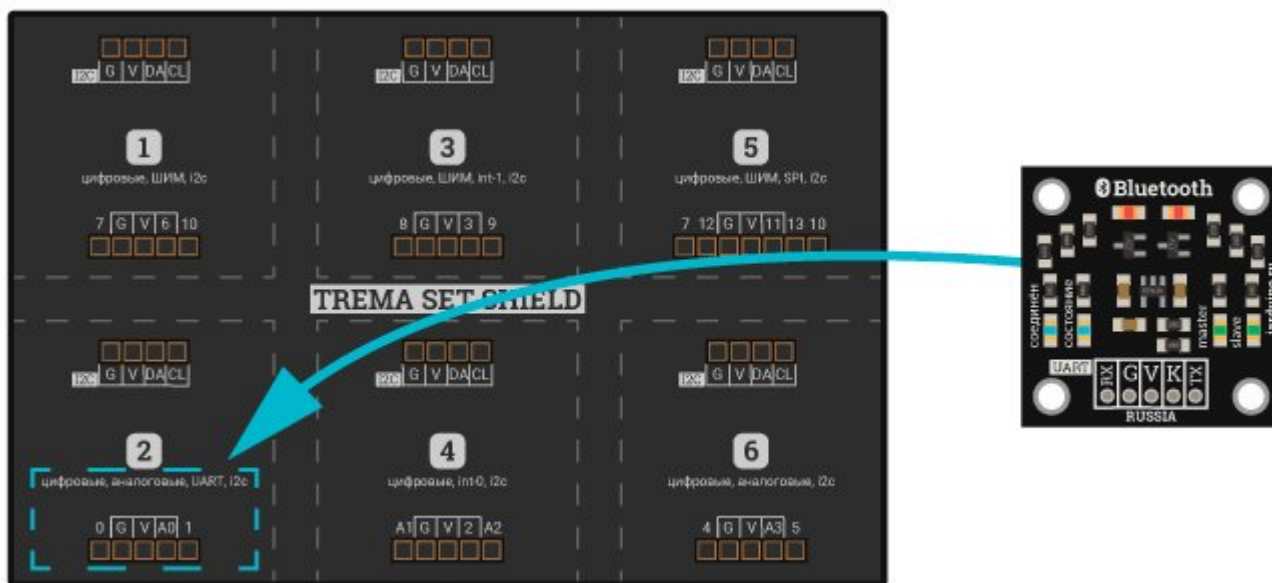 I2C G V DA CL
1
цифровые, ШИМ, i2c
7 G V 6 10
I2C G V DA CL
3
цифровые, ШИМ, int-1, i2c
8 G V 3 9
I2C G V DA CL
5
цифровые, ШИМ, SPI, i2c
7 12 G V 11 13 10
TREMA SET SHIELD
I2C G V DA CL
2
цифровые, аналоговые, UART, i2c
0 G V A0 1
I2C G V DA CL
4
цифровые, int-0, i2c
A1 G V 2 A2
I2C G V DA CL
6
цифровые, аналоговые, i2c
4 G V A3 5
Bluetooth
соединён
состояние
master
slave
iarduino.ru
UART RX G V K TX
RUSSIA